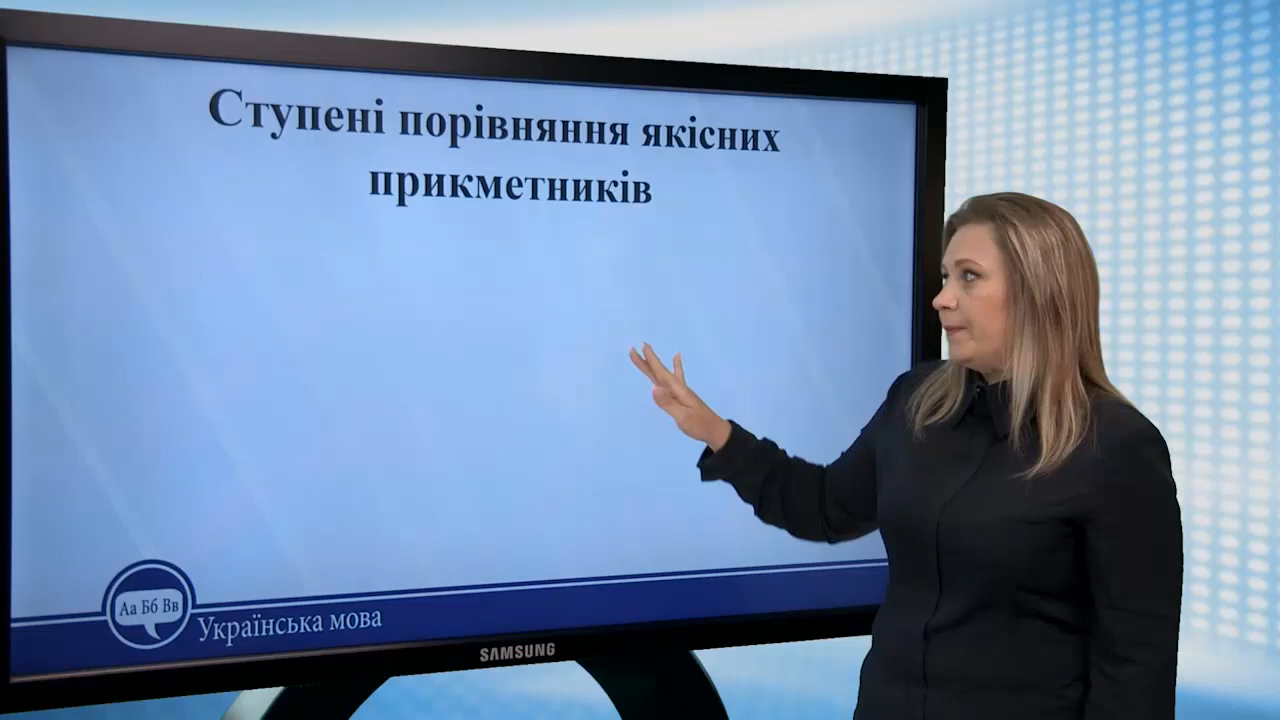 Ступені порівняння якісних
прикметників
Аа Бб Вв
Українська мова
SAMSUNG